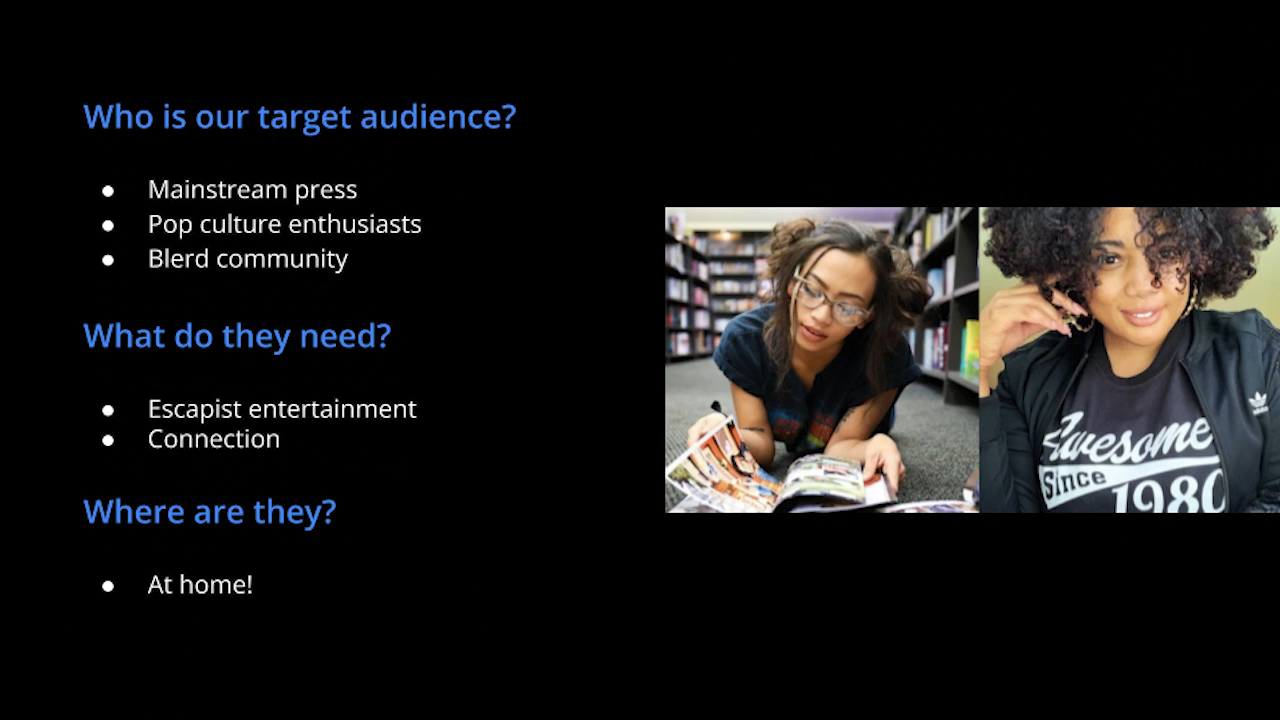 Who is our target audience?
● Mainstream press
● Pop culture enthusiasts
● Blerd community
What do they need?
● Escapist entertainment
● Connection
Where are they?
● At home!
Awesome
Since
1980